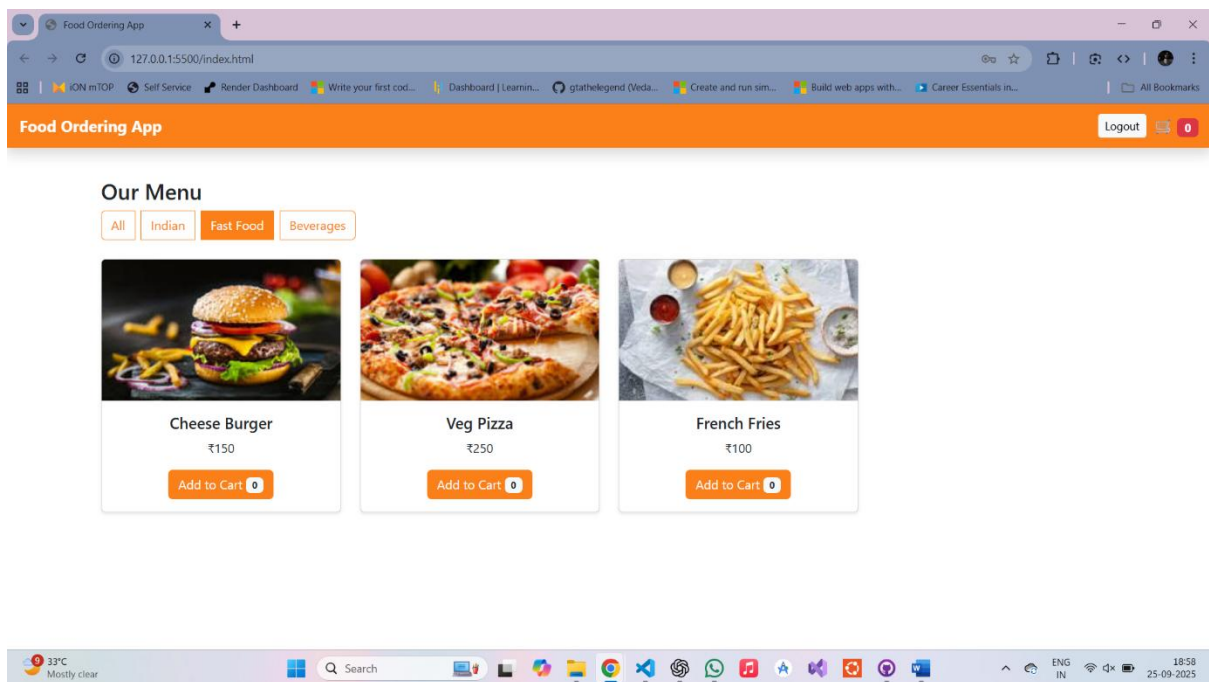 Food Ordering App
127.0.0.1:5500/index.html
iON mTOP Self Service Render Dashboard Write your first cod... Dashboard | Learnin... gtathelegend (Veda... Create and run sim... Build web apps with... Career Essentials in... All Bookmarks
Food Ordering App Logout 0
Our Menu
All Indian Fast Food Beverages
Cheese Burger Veg Pizza French Fries
₹150 ₹250 ₹100
Add to Cart 0 Add to Cart 0 Add to Cart 0
9 33°C Search ENG 18:58
Mostly clear IN 25-09-2025